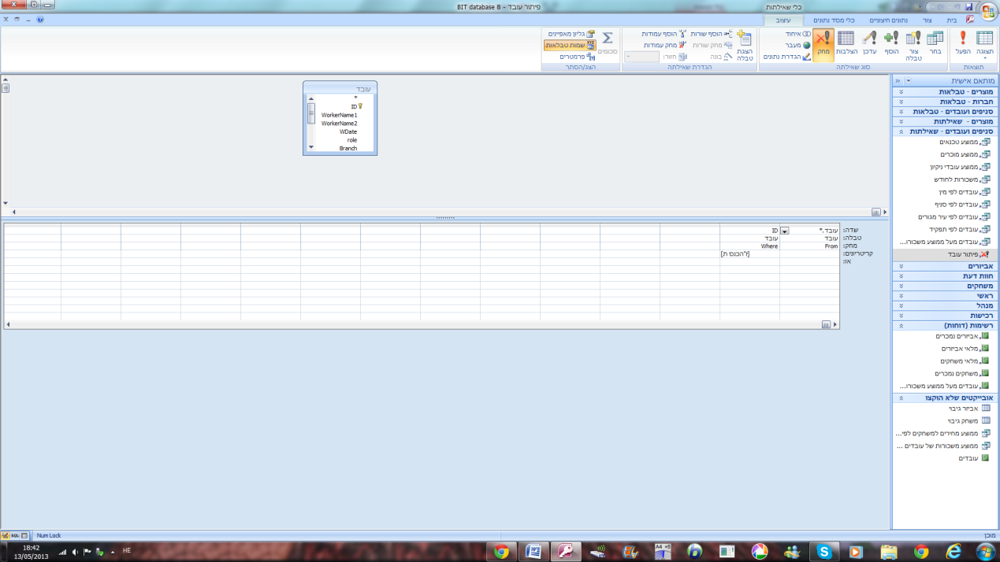 כלי שאילתות
פיתור עובד - BIT database 8
בית
צור
נתונים חיצוניים
כלי מסד נתונים
עיצוב
תצוגה
הפעל
תוצאות
בחר
צור טבלה
הוסף
עדכן
הצלבות
מחק
איחוד
מעבר
הגדרת נתונים
סוג שאילתה
הצגת טבלה
הוסף שורות
מחק שורות
בונה
הוסף עמודות
מחק עמודות
חזור:
הגדרת שאילתה
סכומים
גליון מאפיינים
שמות טבלאות
פרמטרים
הצג/הסתר
מותאם אישית
מוצרים - טבלאות
חברות - טבלאות
סניפים ועובדים - טבלאות
מוצרים - שאילתות
סניפים ועובדים - שאילתות
ממוצע טכנאים
ממוצע מוכרים
ממוצע עובדי ניקיון
משכורות לחודש
עובדים לפי מין
עובדים לפי סניף
עובדים לפי עיר מגורים
עובדים לפי תפקיד
עובדים מעל ממוצע משכורו...
פיתור עובד
אביזרים
חוות דעת
משחקים
ראשי
מנהל
רכישות
רשימות (דוחות)
אביזרים נמכרים
מלאי אביזרים
מלאי משחקים
משחקים נמכרים
עובדים מעל ממוצע משכורו...
אובייקטים שלא הוקצו
אביזר גיבוי
משחק גיבוי
ממוצע מחירים למשחקים לפי...
ממוצע משכורות של עובדים ...
עובדים
עובד
*
ID
WorkerName1
WorkerName2
WDate
role
Branch
שדה: עובד.* ID
טבלה: עובד עובד
מחק: From Where
קריטריונים: [הכנס ת"ז]
או:
מוכן
Num Lock
SQL
HE
18:42
13/05/2013
A4 +5